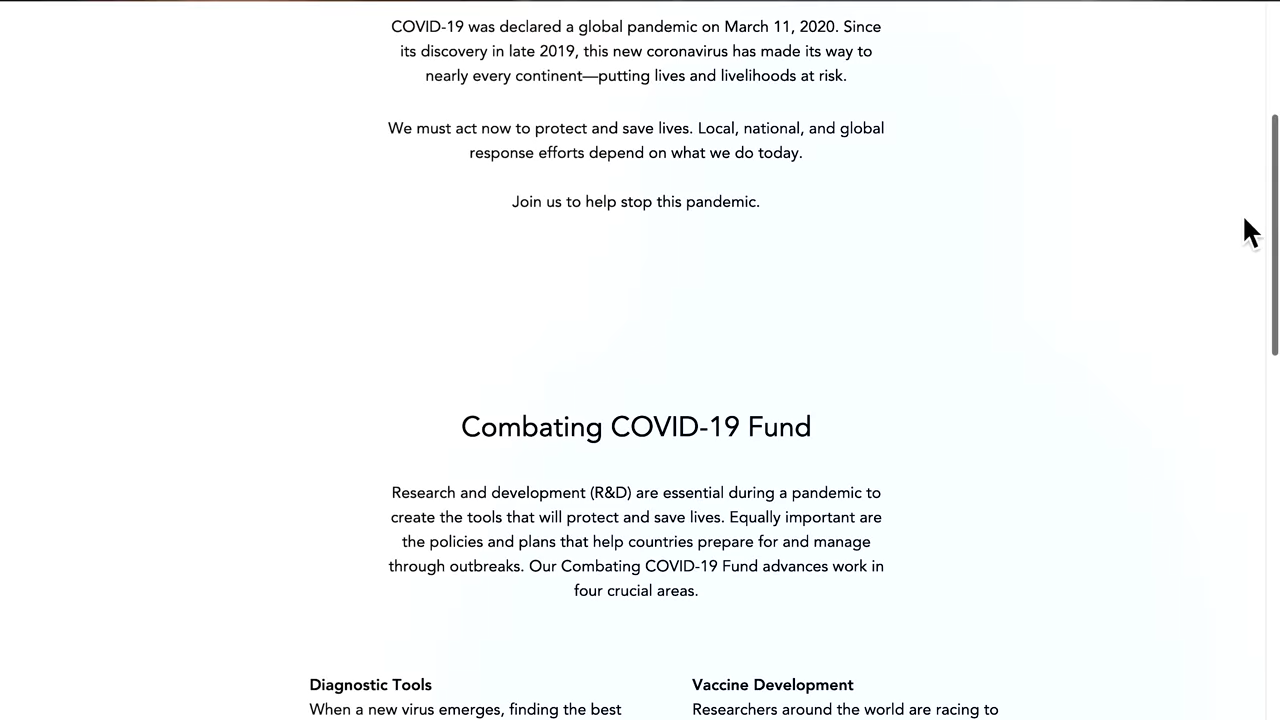 COVID-19 was declared a global pandemic on March 11, 2020. Since
its discovery in late 2019, this new coronavirus has made its way to
nearly every continent—putting lives and livelihoods at risk.
We must act now to protect and save lives. Local, national, and global
response efforts depend on what we do today.
Join us to help stop this pandemic.
Combating COVID-19 Fund
Research and development (R&D) are essential during a pandemic to
create the tools that will protect and save lives. Equally important are
the policies and plans that help countries prepare for and manage
through outbreaks. Our Combating COVID-19 Fund advances work in
four crucial areas.
Diagnostic Tools
When a new virus emerges, finding the best
Vaccine Development
Researchers around the world are racing to